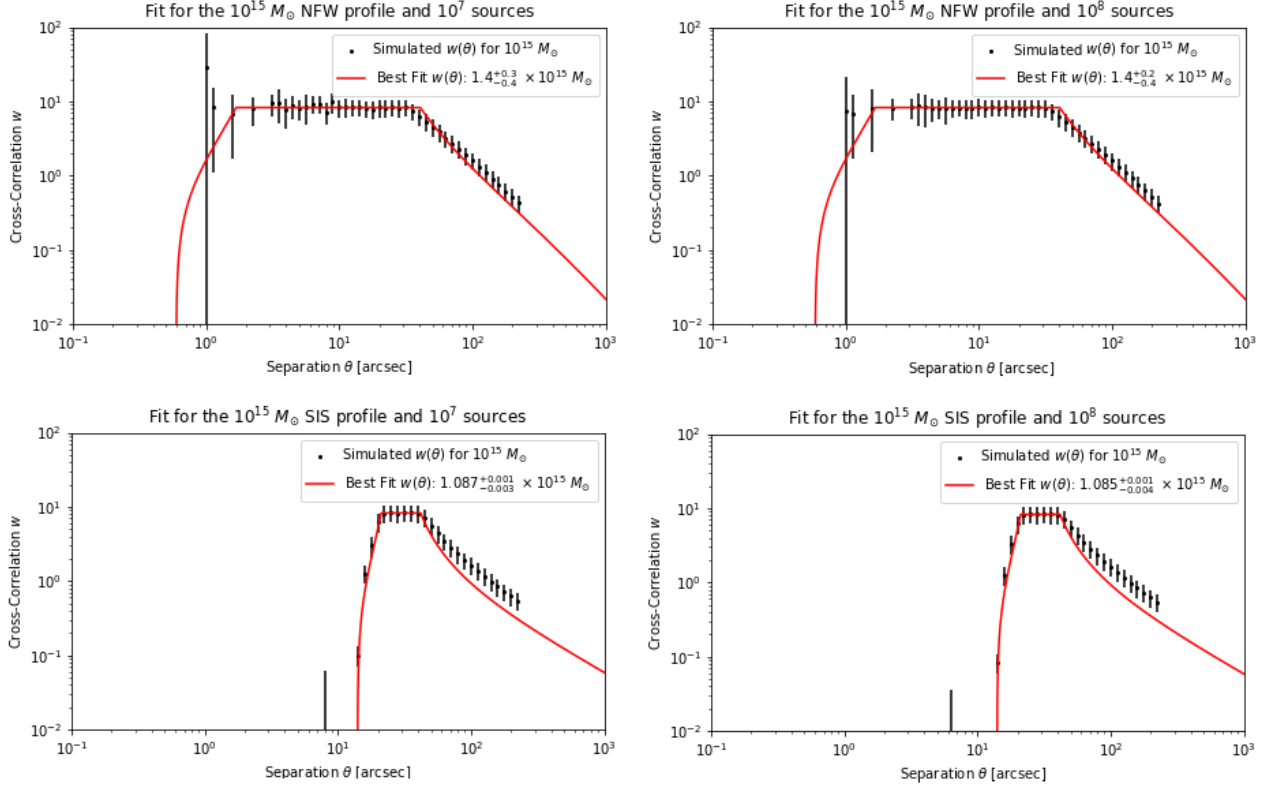 Fit for the 10^15 M_⊙ NFW profile and 10^7 sources
Simulated w(θ) for 10^15 M_⊙
Best Fit w(θ): 1.4^{+0.3}_{-0.4} × 10^15 M_⊙
Cross-Correlation w
10^2
10^1
10^0
10^-1
10^-2
10^-1
10^0
10^1
10^2
10^3
Separation θ [arcsec]
Fit for the 10^15 M_⊙ NFW profile and 10^8 sources
Simulated w(θ) for 10^15 M_⊙
Best Fit w(θ): 1.4^{+0.2}_{-0.4} × 10^15 M_⊙
Cross-Correlation w
10^2
10^1
10^0
10^-1
10^-2
10^-1
10^0
10^1
10^2
10^3
Separation θ [arcsec]
Fit for the 10^15 M_⊙ SIS profile and 10^7 sources
Simulated w(θ) for 10^15 M_⊙
Best Fit w(θ): 1.087^{+0.001}_{-0.003} × 10^15 M_⊙
Cross-Correlation w
10^2
10^1
10^0
10^-1
10^-2
10^-1
10^0
10^1
10^2
10^3
Separation θ [arcsec]
Fit for the 10^15 M_⊙ SIS profile and 10^8 sources
Simulated w(θ) for 10^15 M_⊙
Best Fit w(θ): 1.085^{+0.001}_{-0.004} × 10^15 M_⊙
Cross-Correlation w
10^2
10^1
10^0
10^-1
10^-2
10^-1
10^0
10^1
10^2
10^3
Separation θ [arcsec]